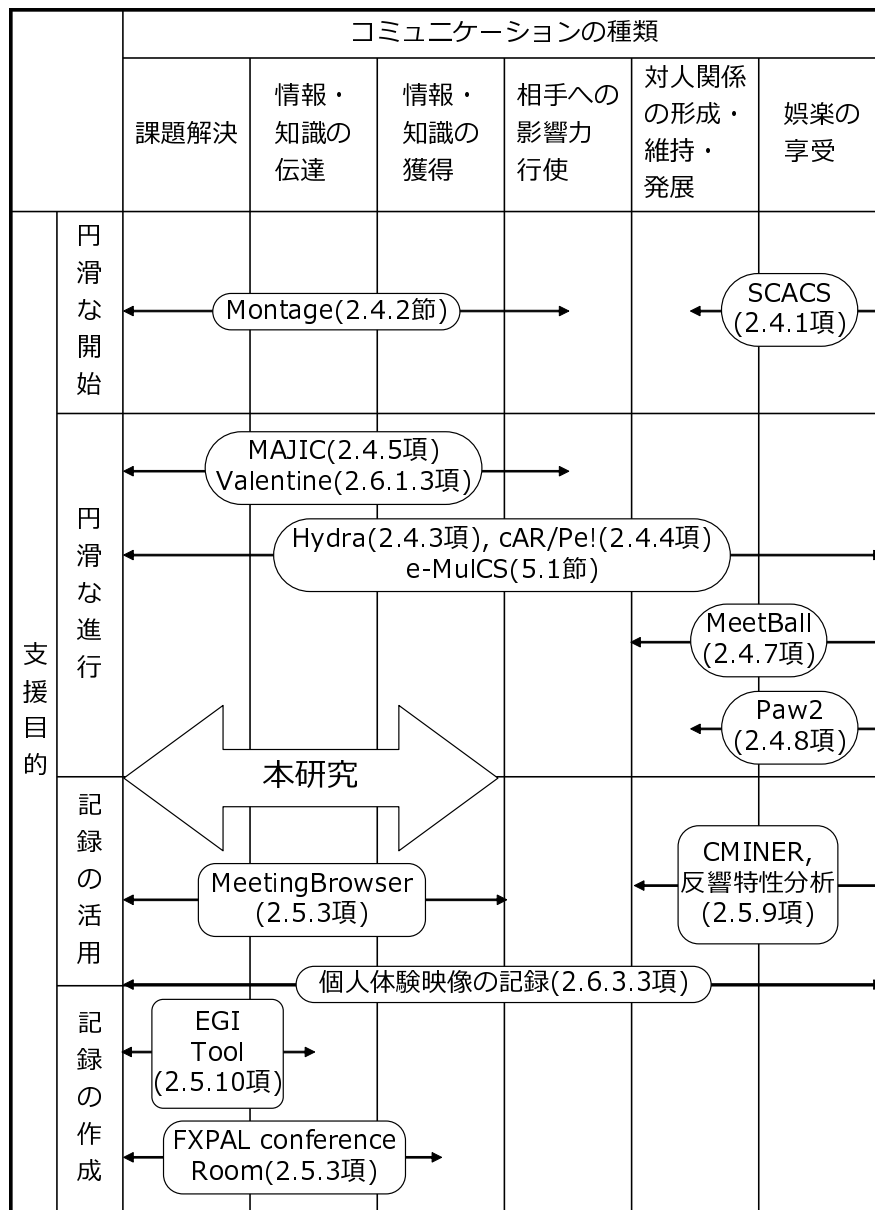 コミュニケーションの種類
課題解決
情報・
知識の
伝達
情報・
知識の
獲得
相手への
影響力
行使
対人関係
の形成・
維持・
発展
娯楽の
享受
支援目的
円滑な開始
Montage(2.4.2節)
SCACS
(2.4.1項)
円滑な進行
MAJIC(2.4.5項)
Valentine(2.6.1.3項)
Hydra(2.4.3項), cAR/Pe!(2.4.4項)
e-MulCS(5.1節)
MeetBall
(2.4.7項)
Paw2
(2.4.8項)
本研究
記録の活用
MeetingBrowser
(2.5.3項)
CMINER,
反響特性分析
(2.5.9項)
個人体験映像の記録(2.6.3.3項)
記録の作成
EGI
Tool
(2.5.10項)
FXPAL conference
Room(2.5.3項)